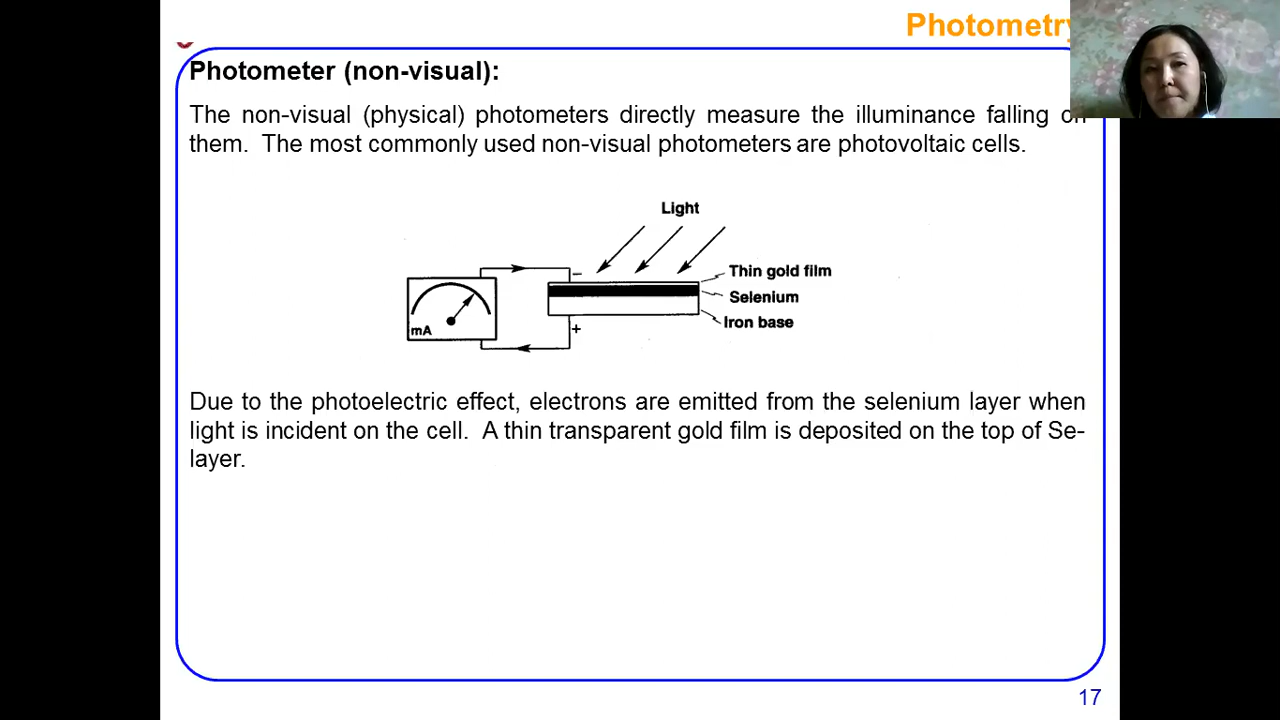 Photometry
Photometer (non-visual):
The non-visual (physical) photometers directly measure the illuminance falling on
them. The most commonly used non-visual photometers are photovoltaic cells.
Light
Thin gold film
Selenium
Iron base
mA
−
+
Due to the photoelectric effect, electrons are emitted from the selenium layer when
light is incident on the cell. A thin transparent gold film is deposited on the top of Se-
layer.
17